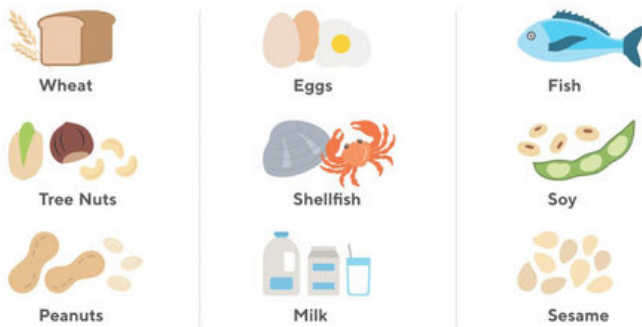 Wheat
Eggs
Fish
Tree Nuts
Shellfish
Soy
Peanuts
Milk
Sesame